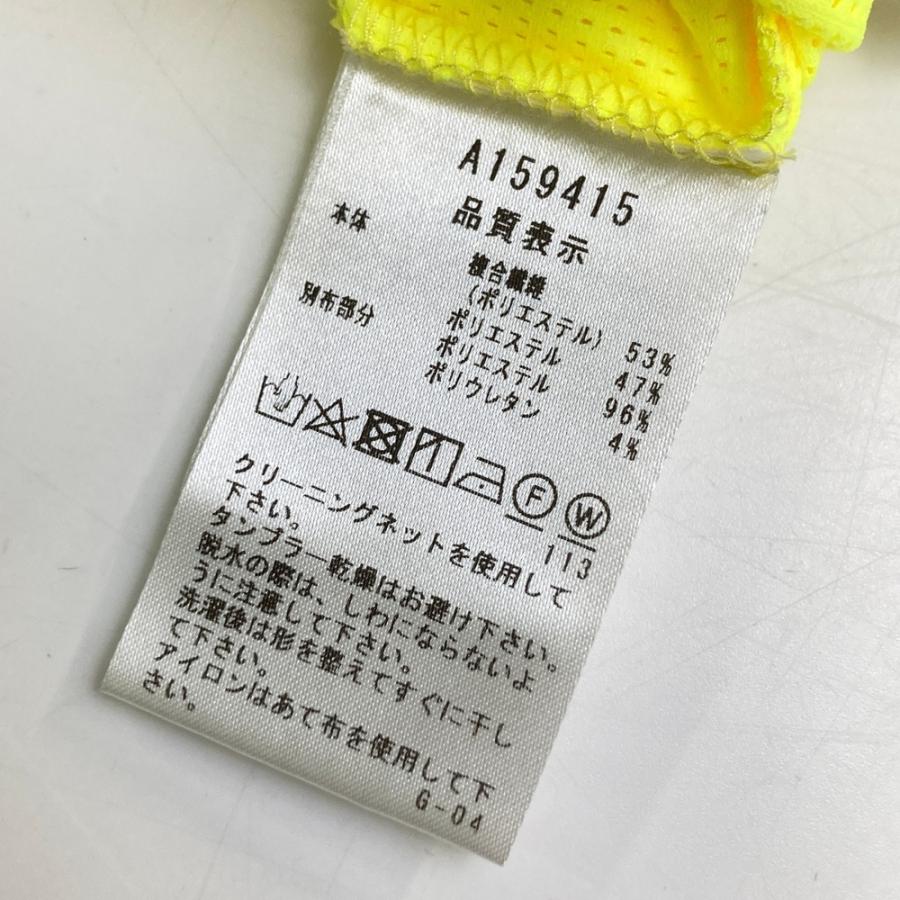 A159415
品質表示
本体
複合繊維
(ポリエステル) 53%
ポリエステル 47%
別布部分
ポリエステル 96%
ポリウレタン 4%
F W
113
クリーニングネットを使用して
下さい。
タンブラー乾燥はお避け下さい。
脱水の際は、しわにならないよ
うに注意して下さい。
洗濯後は形を整えてすぐに干し
て下さい。
アイロンはあて布を使用して下
さい。
G-04